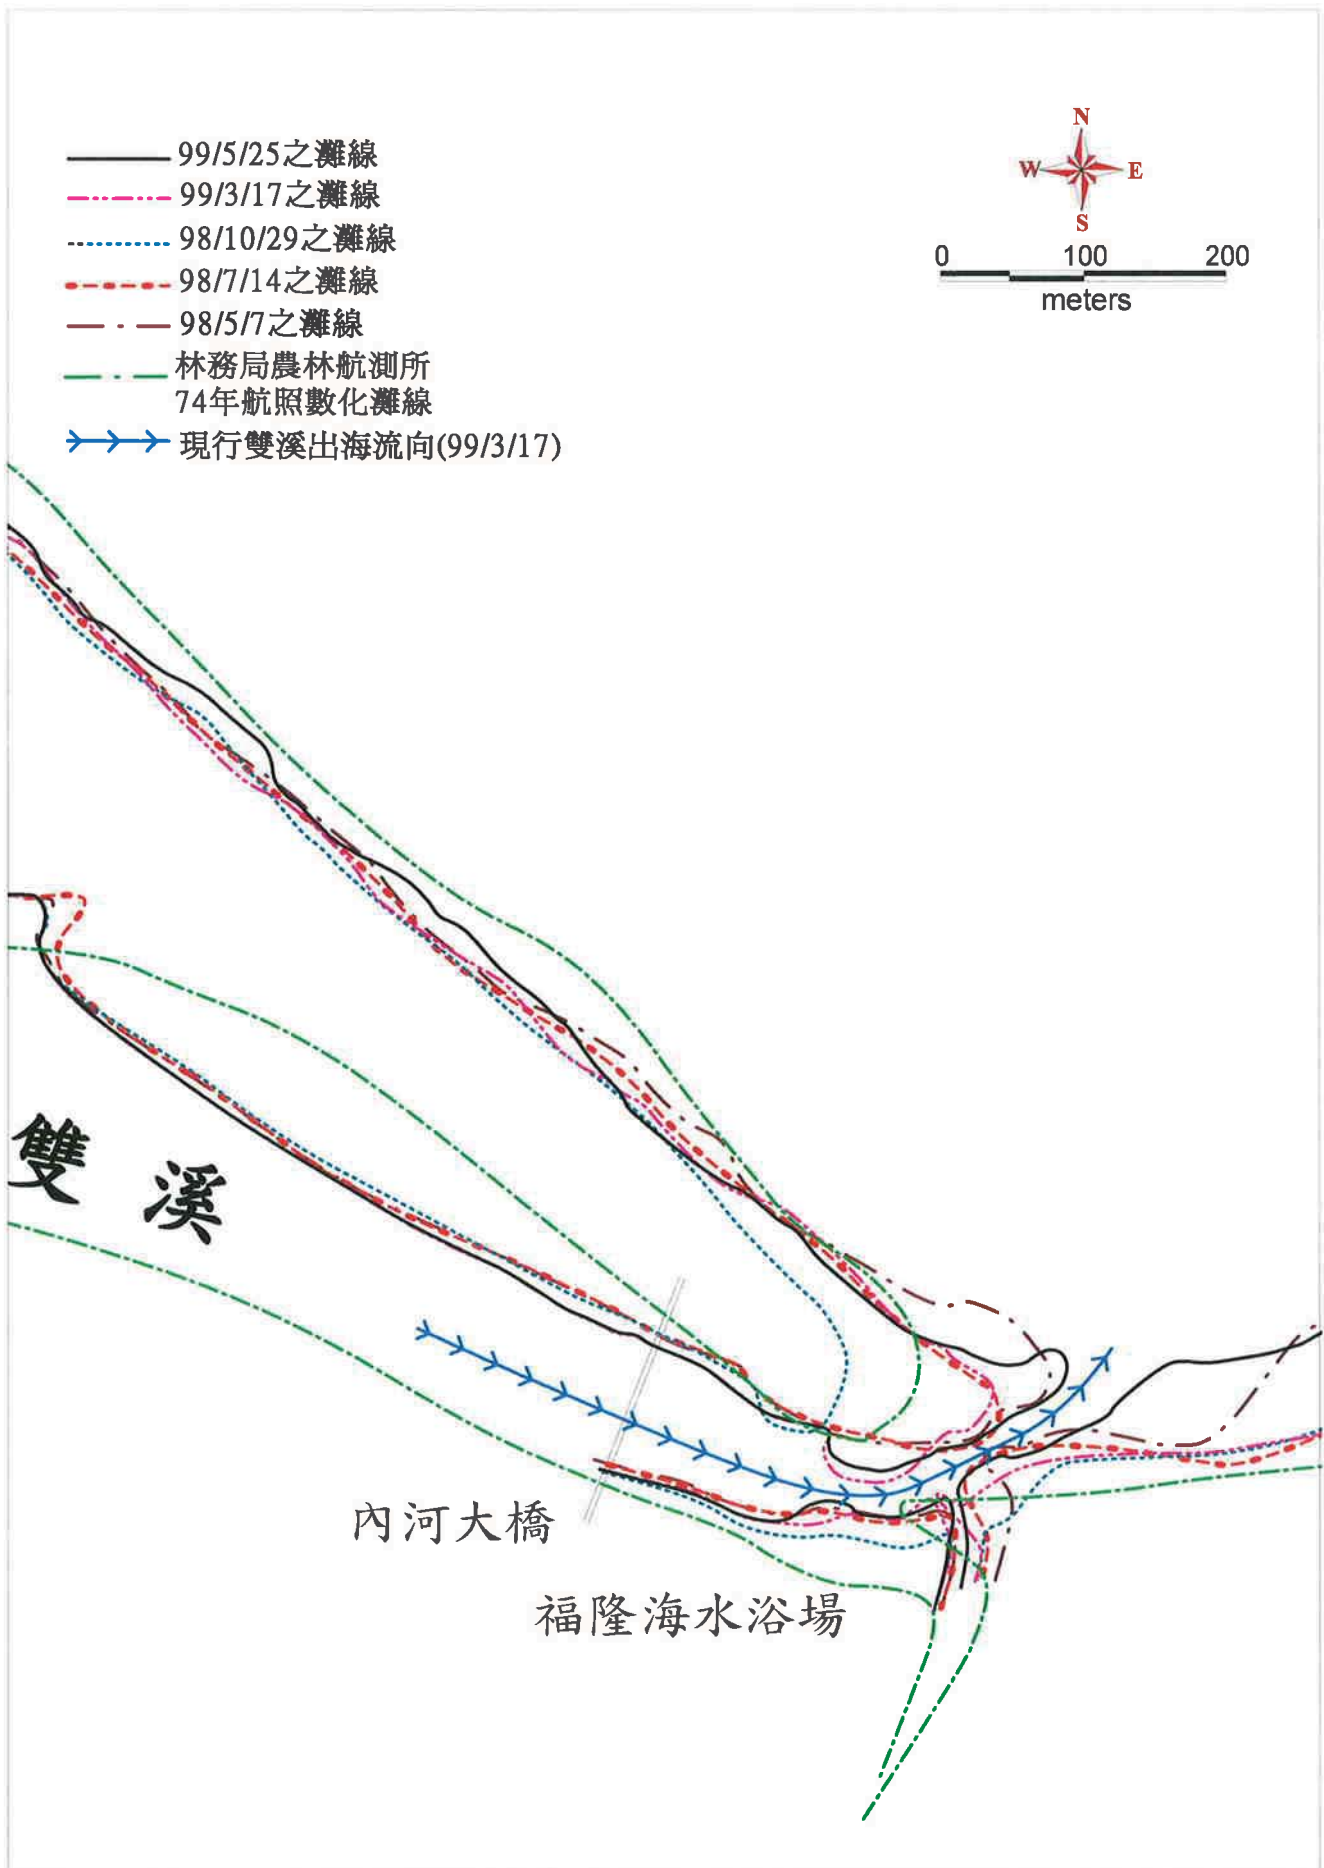 99/5/25之灘線
99/3/17之灘線
98/10/29之灘線
98/7/14之灘線
98/5/7之灘線
林務局農林航測所
74年航照數化灘線
現行雙溪出海流向(99/3/17)
N
W E
S
0 100 200
meters
雙 溪
內河大橋
福隆海水浴場